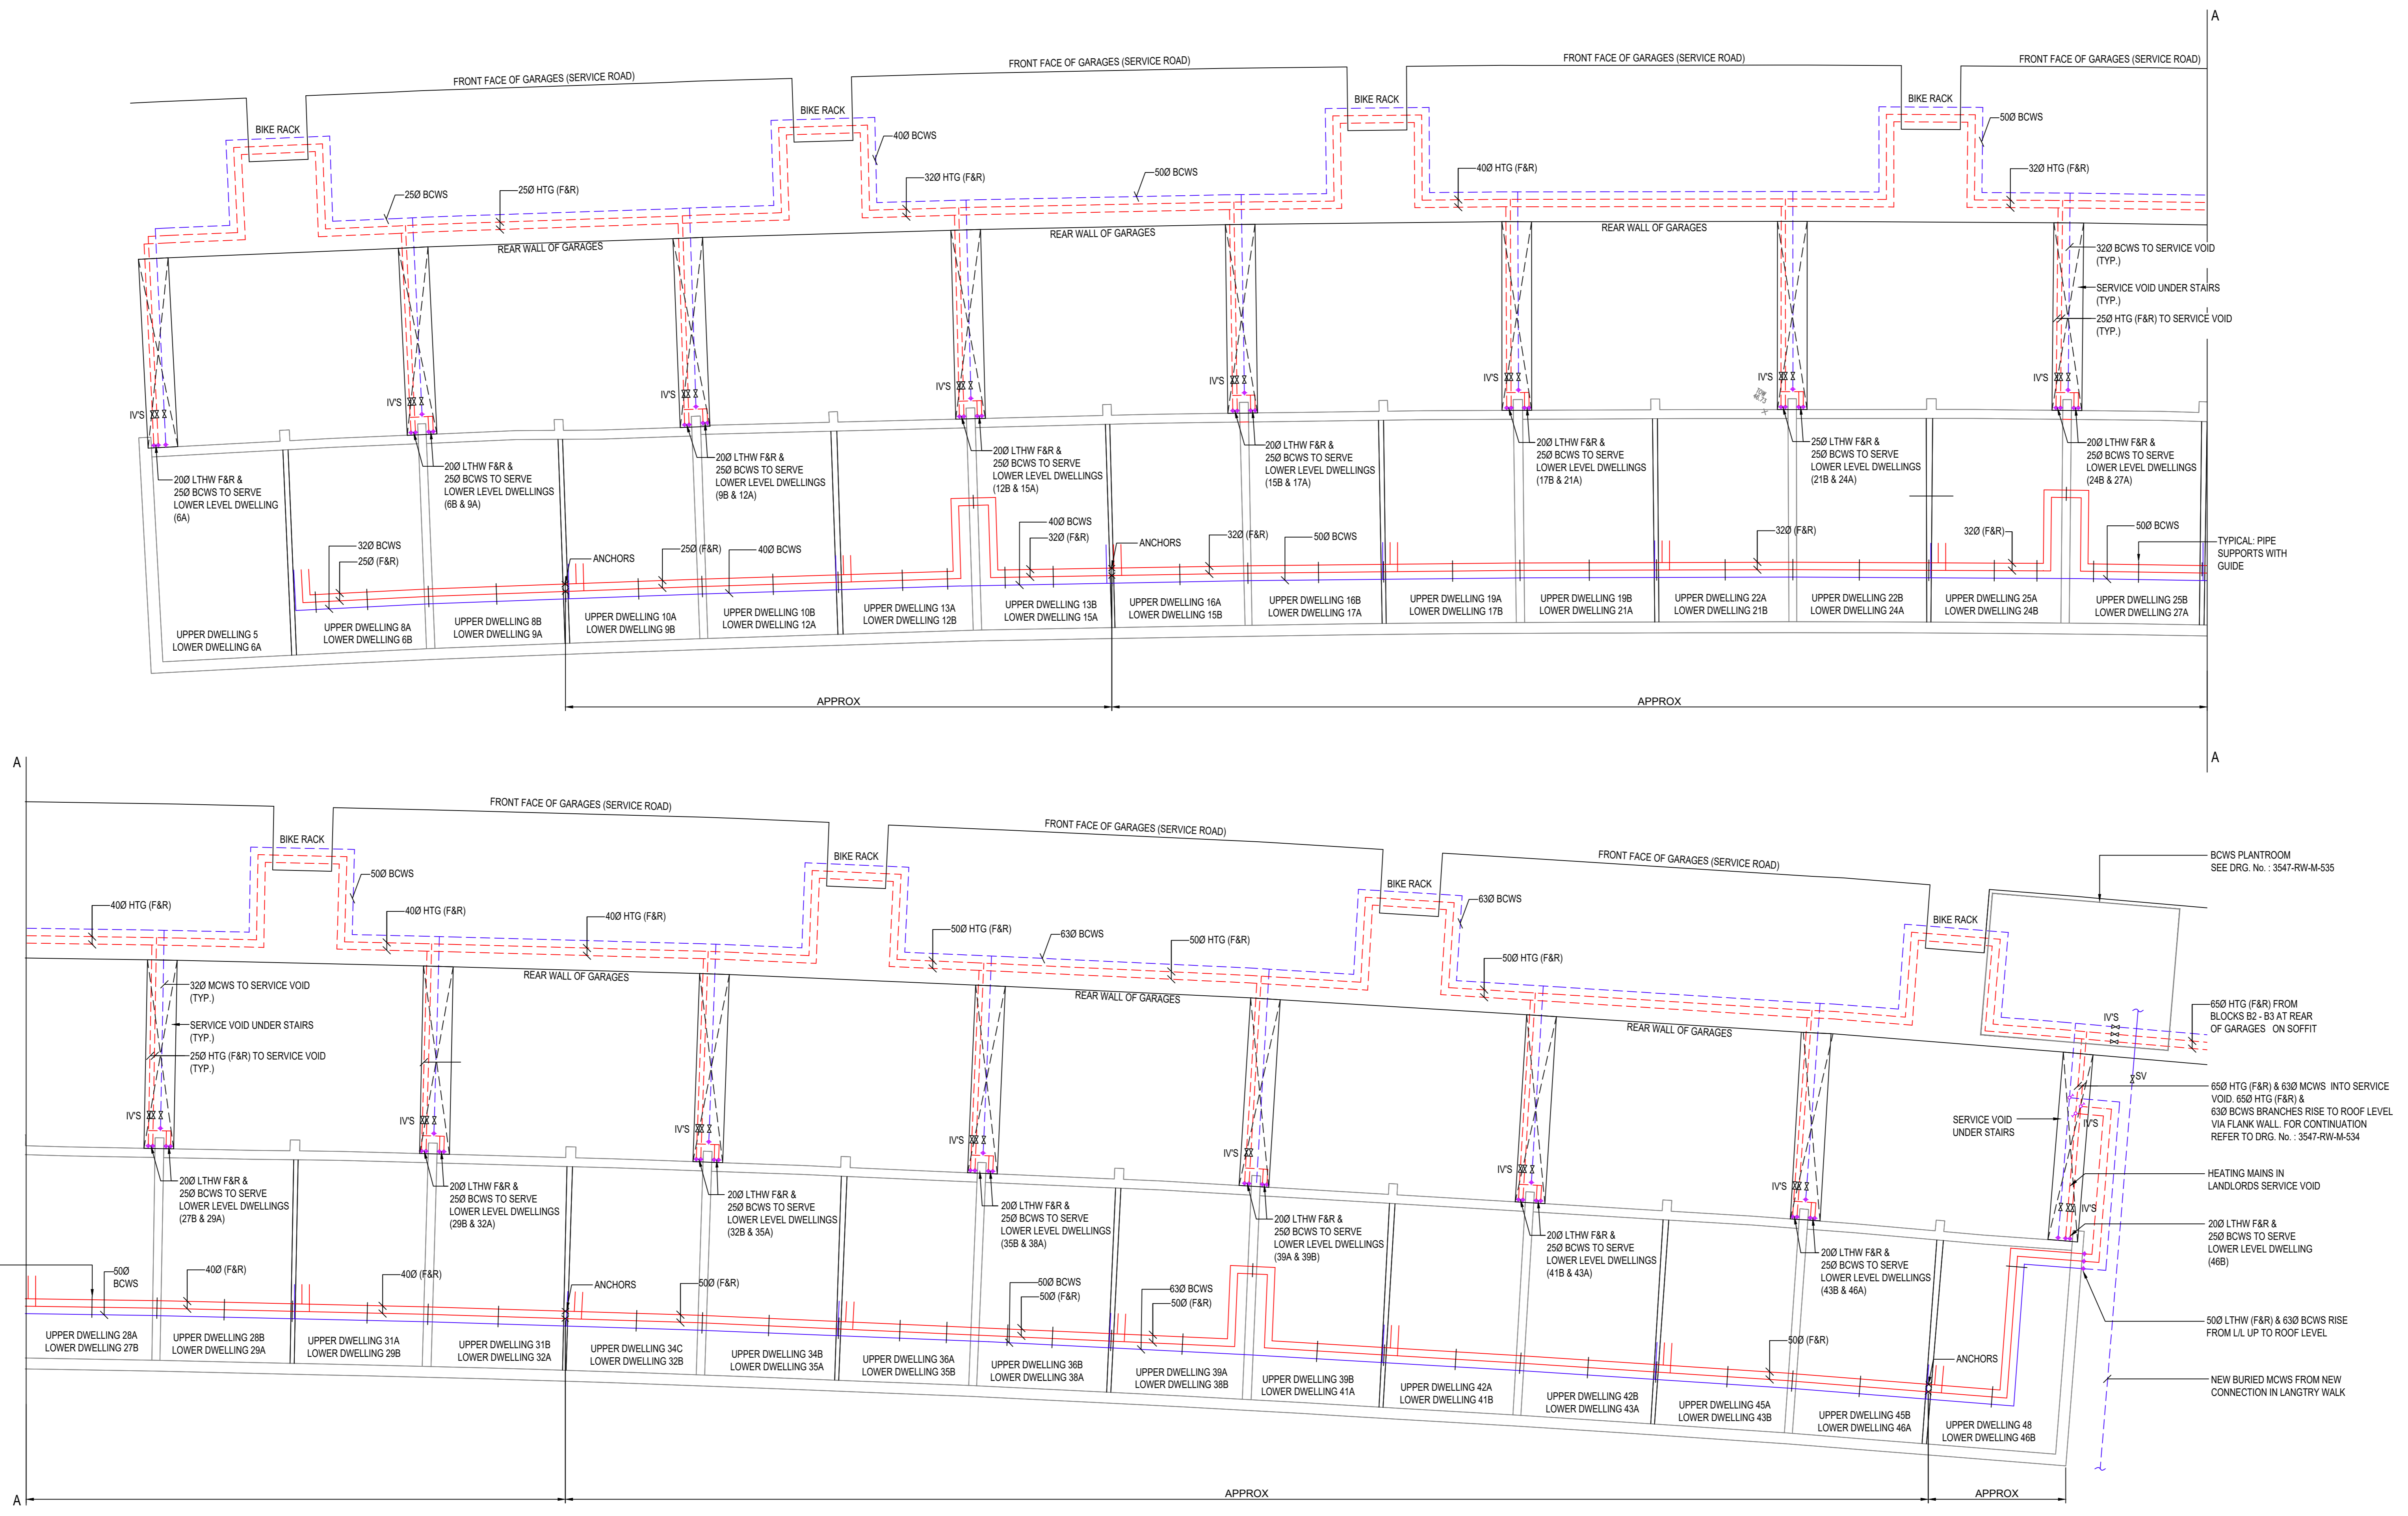 A
FRONT FACE OF GARAGES (SERVICE ROAD)
FRONT FACE OF GARAGES (SERVICE ROAD)
FRONT FACE OF GARAGES (SERVICE ROAD)
FRONT FACE OF GARAGES (SERVICE ROAD)
BIKE RACK
BIKE RACK
BIKE RACK
BIKE RACK
40Ø BCWS
50Ø BCWS
25Ø BCWS
25Ø HTG (F&R)
32Ø HTG (F&R)
50Ø BCWS
40Ø HTG (F&R)
32Ø HTG (F&R)
REAR WALL OF GARAGES
REAR WALL OF GARAGES
REAR WALL OF GARAGES
32Ø BCWS TO SERVICE VOID
(TYP.)
SERVICE VOID UNDER STAIRS
(TYP.)
25Ø HTG (F&R) TO SERVICE VOID
(TYP.)
IV'S
IV'S
IV'S
IV'S
IV'S
IV'S
IV'S
IV'S
TOW
46.73
20Ø LTHW F&R &
25Ø BCWS TO SERVE
LOWER LEVEL DWELLING
(6A)
20Ø LTHW F&R &
25Ø BCWS TO SERVE
LOWER LEVEL DWELLINGS
(6B & 9A)
20Ø LTHW F&R &
25Ø BCWS TO SERVE
LOWER LEVEL DWELLINGS
(9B & 12A)
20Ø LTHW F&R &
25Ø BCWS TO SERVE
LOWER LEVEL DWELLINGS
(12B & 15A)
20Ø LTHW F&R &
25Ø BCWS TO SERVE
LOWER LEVEL DWELLINGS
(15B & 17A)
20Ø LTHW F&R &
25Ø BCWS TO SERVE
LOWER LEVEL DWELLINGS
(17B & 21A)
25Ø LTHW F&R &
25Ø BCWS TO SERVE
LOWER LEVEL DWELLINGS
(21B & 24A)
20Ø LTHW F&R &
25Ø BCWS TO SERVE
LOWER LEVEL DWELLINGS
(24B & 27A)
32Ø BCWS
25Ø (F&R)
ANCHORS
25Ø (F&R)
40Ø BCWS
40Ø BCWS
32Ø (F&R)
ANCHORS
32Ø (F&R)
50Ø BCWS
32Ø (F&R)
32Ø (F&R)
50Ø BCWS
TYPICAL: PIPE
SUPPORTS WITH
GUIDE
UPPER DWELLING 5
LOWER DWELLING 6A
UPPER DWELLING 8A
LOWER DWELLING 6B
UPPER DWELLING 8B
LOWER DWELLING 9A
UPPER DWELLING 10A
LOWER DWELLING 9B
UPPER DWELLING 10B
LOWER DWELLING 12A
UPPER DWELLING 13A
LOWER DWELLING 12B
UPPER DWELLING 13B
LOWER DWELLING 15A
UPPER DWELLING 16A
LOWER DWELLING 15B
UPPER DWELLING 16B
LOWER DWELLING 17A
UPPER DWELLING 19A
LOWER DWELLING 17B
UPPER DWELLING 19B
LOWER DWELLING 21A
UPPER DWELLING 22A
LOWER DWELLING 21B
UPPER DWELLING 22B
LOWER DWELLING 24A
UPPER DWELLING 25A
LOWER DWELLING 24B
UPPER DWELLING 25B
LOWER DWELLING 27A
APPROX
APPROX
A
A
FRONT FACE OF GARAGES (SERVICE ROAD)
FRONT FACE OF GARAGES (SERVICE ROAD)
FRONT FACE OF GARAGES (SERVICE ROAD)
BIKE RACK
BIKE RACK
BIKE RACK
BIKE RACK
BCWS PLANTROOM
SEE DRG. No. : 3547-RW-M-535
50Ø BCWS
40Ø HTG (F&R)
40Ø HTG (F&R)
40Ø HTG (F&R)
50Ø HTG (F&R)
63Ø BCWS
50Ø HTG (F&R)
63Ø BCWS
50Ø HTG (F&R)
REAR WALL OF GARAGES
REAR WALL OF GARAGES
REAR WALL OF GARAGES
32Ø MCWS TO SERVICE VOID
(TYP.)
SERVICE VOID UNDER STAIRS
(TYP.)
25Ø HTG (F&R) TO SERVICE VOID
(TYP.)
IV'S
65Ø HTG (F&R) FROM
BLOCKS B2 - B3 AT REAR
OF GARAGES ON SOFFIT
SV
65Ø HTG (F&R) & 63Ø MCWS INTO SERVICE
VOID. 65Ø HTG (F&R) &
63Ø BCWS BRANCHES RISE TO ROOF LEVEL
VIA FLANK WALL. FOR CONTINUATION
REFER TO DRG. No. : 3547-RW-M-534
SERVICE VOID
UNDER STAIRS
IV'S
IV'S
IV'S
IV'S
IV'S
IV'S
IV'S
IV'S
IV'S
HEATING MAINS IN
LANDLORDS SERVICE VOID
20Ø LTHW F&R &
25Ø BCWS TO SERVE
LOWER LEVEL DWELLING
(46B)
20Ø LTHW F&R &
25Ø BCWS TO SERVE
LOWER LEVEL DWELLINGS
(27B & 29A)
20Ø LTHW F&R &
25Ø BCWS TO SERVE
LOWER LEVEL DWELLINGS
(29B & 32A)
20Ø LTHW F&R &
25Ø BCWS TO SERVE
LOWER LEVEL DWELLINGS
(32B & 35A)
20Ø LTHW F&R &
25Ø BCWS TO SERVE
LOWER LEVEL DWELLINGS
(35B & 38A)
20Ø LTHW F&R &
25Ø BCWS TO SERVE
LOWER LEVEL DWELLINGS
(39A & 39B)
20Ø LTHW F&R &
25Ø BCWS TO SERVE
LOWER LEVEL DWELLINGS
(41B & 43A)
20Ø LTHW F&R &
25Ø BCWS TO SERVE
LOWER LEVEL DWELLINGS
(43B & 46A)
50Ø
BCWS
40Ø (F&R)
40Ø (F&R)
ANCHORS
50Ø (F&R)
50Ø BCWS
50Ø (F&R)
63Ø BCWS
50Ø (F&R)
50Ø (F&R)
ANCHORS
50Ø LTHW (F&R) & 63Ø BCWS RISE
FROM L/L UP TO ROOF LEVEL
NEW BURIED MCWS FROM NEW
CONNECTION IN LANGTRY WALK
UPPER DWELLING 28A
LOWER DWELLING 27B
UPPER DWELLING 28B
LOWER DWELLING 29A
UPPER DWELLING 31A
LOWER DWELLING 29B
UPPER DWELLING 31B
LOWER DWELLING 32A
UPPER DWELLING 34C
LOWER DWELLING 32B
UPPER DWELLING 34B
LOWER DWELLING 35A
UPPER DWELLING 36A
LOWER DWELLING 35B
UPPER DWELLING 36B
LOWER DWELLING 38A
UPPER DWELLING 39A
LOWER DWELLING 38B
UPPER DWELLING 39B
LOWER DWELLING 41A
UPPER DWELLING 42A
LOWER DWELLING 41B
UPPER DWELLING 42B
LOWER DWELLING 43A
UPPER DWELLING 45A
LOWER DWELLING 43B
UPPER DWELLING 45B
LOWER DWELLING 46A
UPPER DWELLING 48
LOWER DWELLING 46B
A
APPROX
APPROX